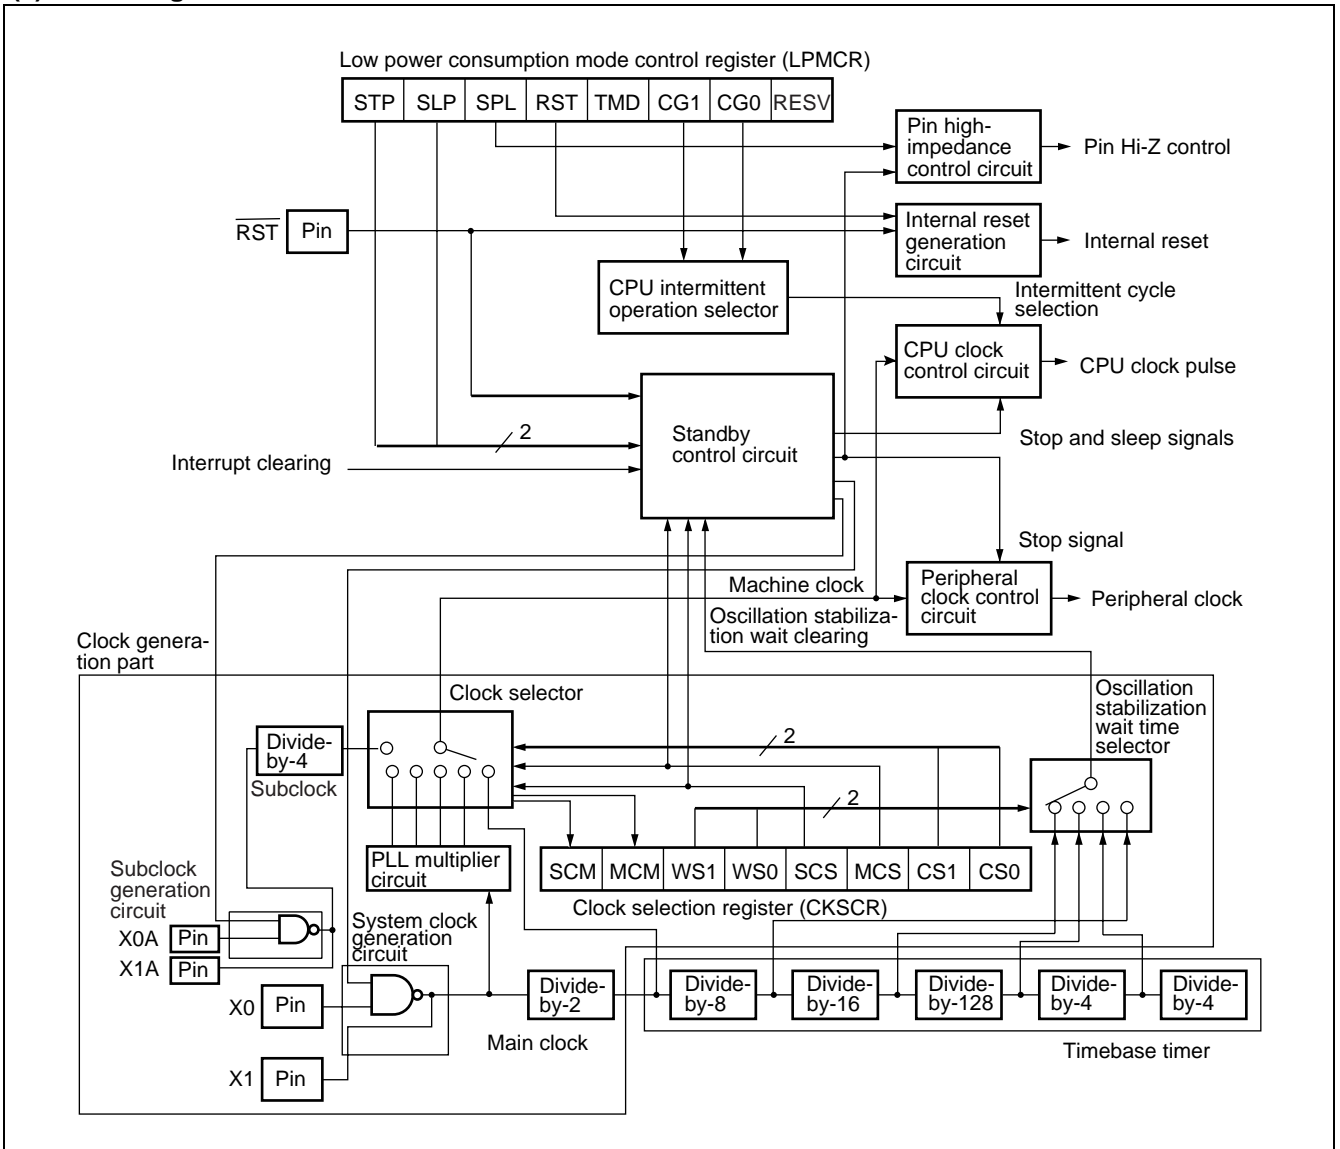 Low power consumption mode control register (LPMCR)
STP SLP SPL RST TMD CG1 CG0 RESV
Pin high-
impedance
control circuit
Pin Hi-Z control
RST Pin
Internal reset
generation
circuit
Internal reset
CPU intermittent
operation selector
Intermittent cycle
selection
CPU clock
control circuit
CPU clock pulse
Standby
control circuit
2
Stop and sleep signals
Interrupt clearing
Stop signal
Machine clock
Peripheral
clock control
circuit
Peripheral clock
Oscillation stabiliza-
tion wait clearing
Clock genera-
tion part
Clock selector
Oscillation
stabilization
wait time
selector
Divide-
by-4
Subclock
2
2
PLL multiplier
circuit
SCM MCM WS1 WS0 SCS MCS CS1 CS0
Clock selection register (CKSCR)
Subclock
generation
circuit
X0A Pin
X1A Pin
System clock
generation
circuit
X0 Pin
X1 Pin
Main clock
Divide-
by-2
Divide-
by-8
Divide-
by-16
Divide-
by-128
Divide-
by-4
Divide-
by-4
Timebase timer